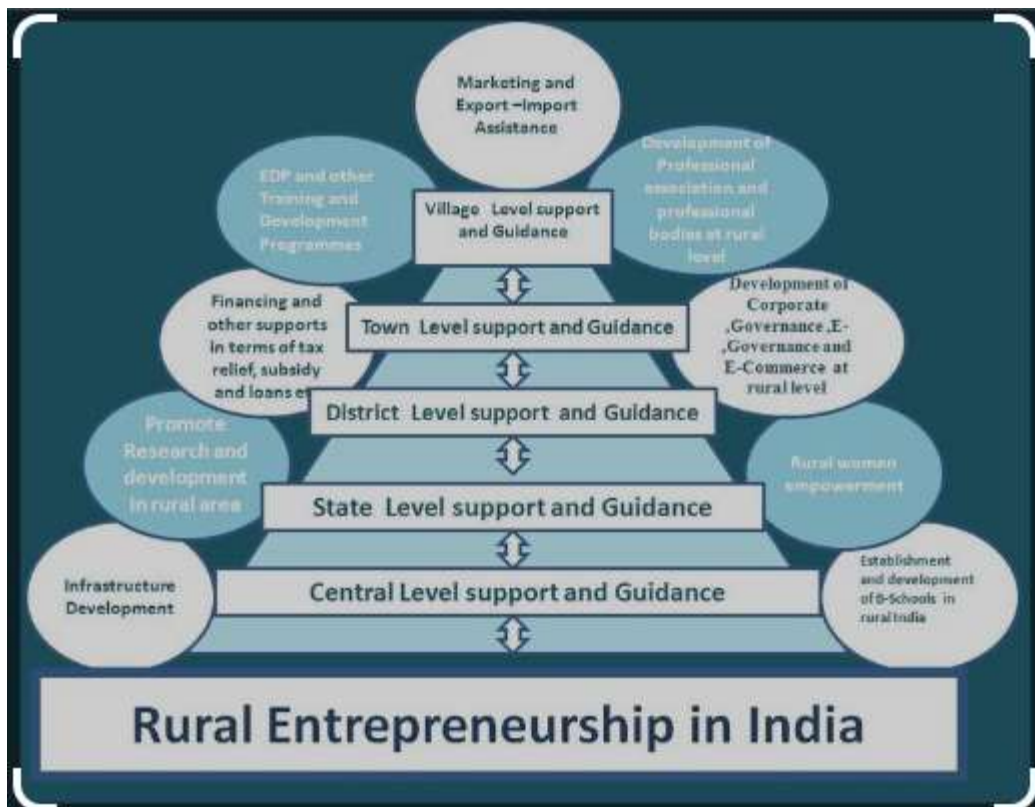 Marketing and
Export –Import
Assistance
EDP and other
Training and
Development
Programmes
Development of
Professional
association and
professional
bodies at rural
level
Village Level support
and Guidance
Financing and
other supports
in terms of tax
relief, subsidy
and loans et
Town Level support and Guidance
Development of
Corporate
,Governance ,E-
,Governance and
E-Commerce at
rural level
District Level support and Guidance
Promote
Research and
development
in rural area
Rural women
empowerment
State Level support and Guidance
Infrastructure
Development
Central Level support and Guidance
Establishment
and development
of B-Schools in
rural India
Rural Entrepreneurship in India